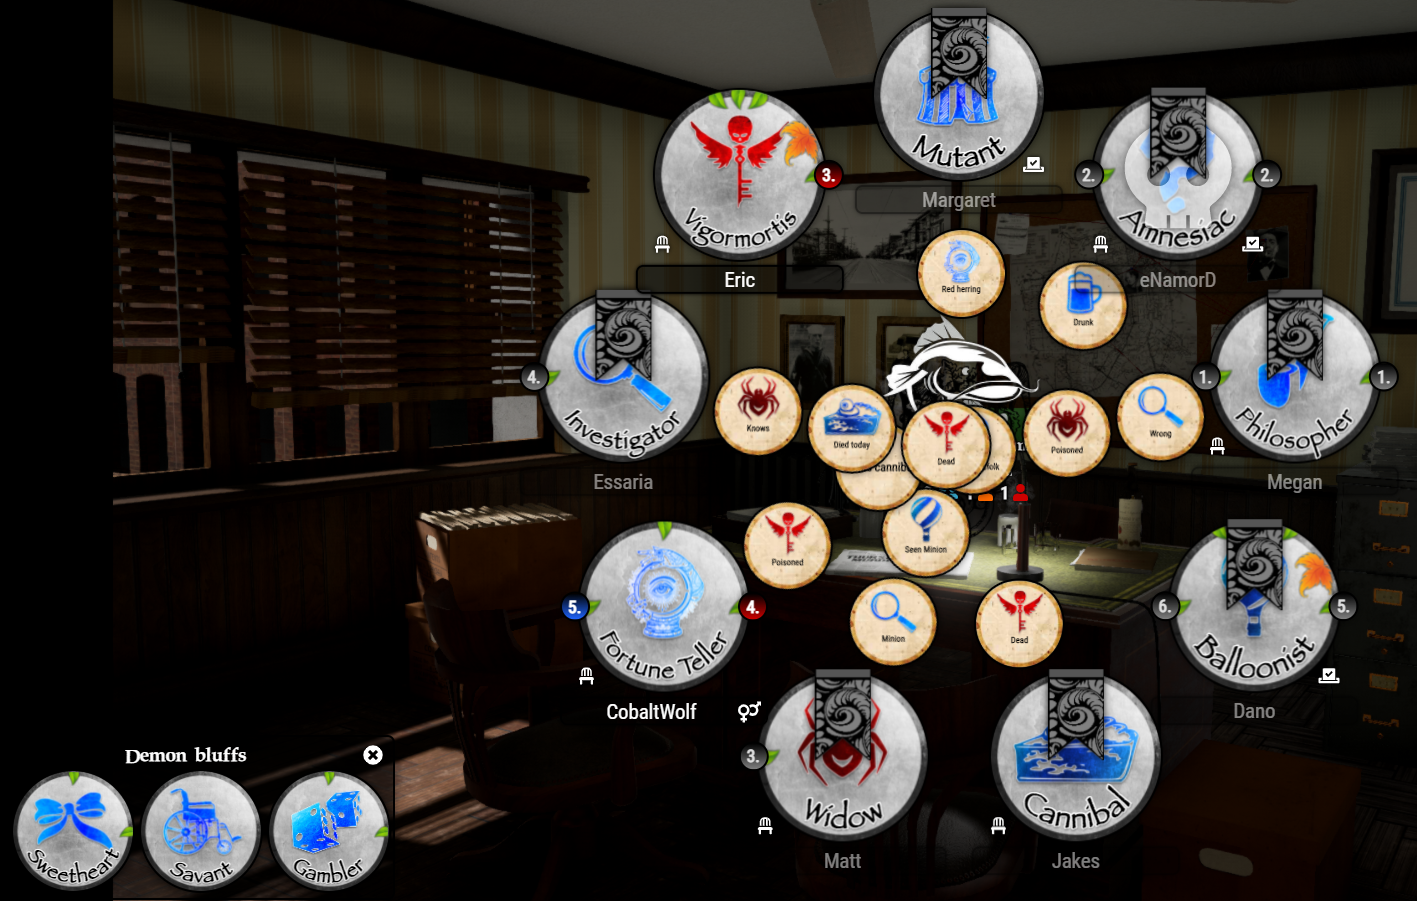 Mutant
Margaret
Vigormortis
3.
Eric
2.
2.
Amnesiac
eNamorD
Red herring
Drunk
4.
Investigator
Essaria
1.
1.
Philosopher
Megan
Knows
Died today
Dead
Poisoned
Wrong
1
Poisoned
Seen Minion
Minion
Dead
5.
4.
Fortune Teller
CobaltWolf
6.
5.
Balloonist
Dano
3.
Widow
Matt
Cannibal
Jakes
Demon bluffs
Sweetheart
Savant
Gambler